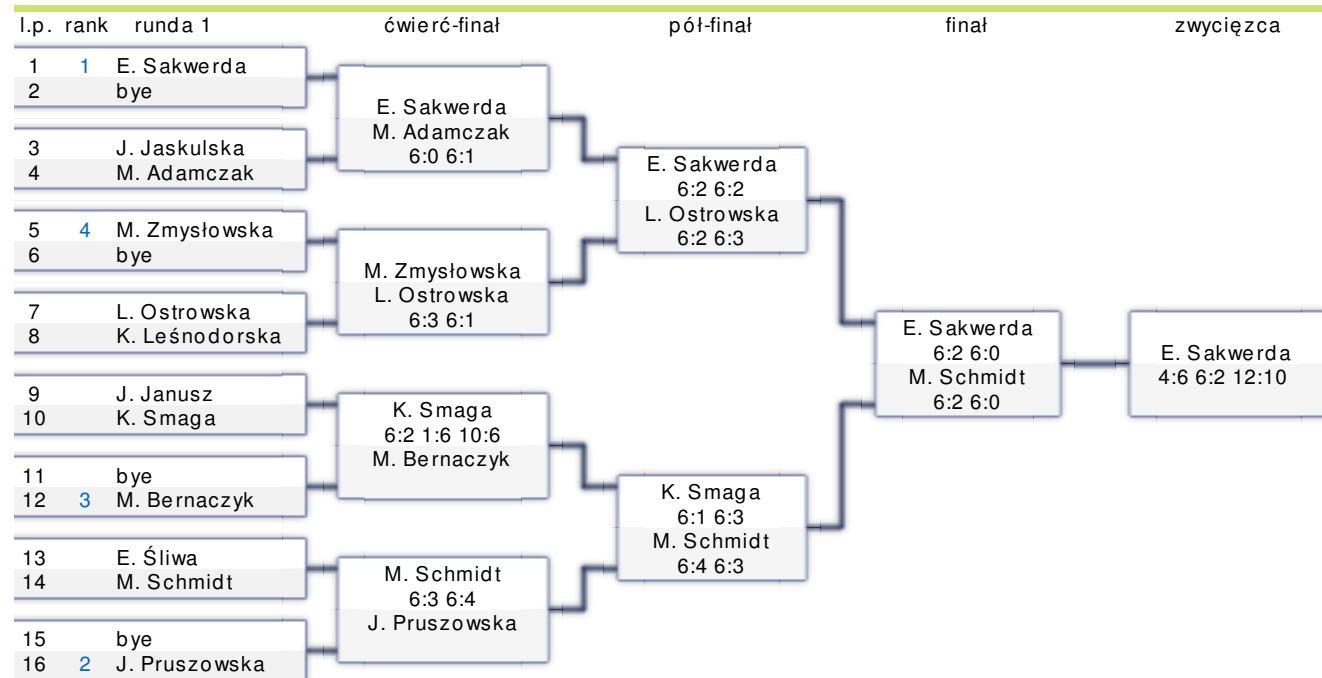 l.p. rank runda 1 ćwierć-finał pół-finał finał zwycięzca
1 1 E. Sakwerda
2 bye
3 J. Jaskulska
4 M. Adamczak
5 4 M. Zmysłowska
6 bye
7 L. Ostrowska
8 K. Leśnodorska
9 J. Janusz
10 K. Smaga
11 bye
12 3 M. Bernaczyk
13 E. Śliwa
14 M. Schmidt
15 bye
16 2 J. Pruszowska
E. Sakwerda
M. Adamczak
6:0 6:1
M. Zmysłowska
L. Ostrowska
6:3 6:1
K. Smaga
6:2 1:6 10:6
M. Bernaczyk
M. Schmidt
6:3 6:4
J. Pruszowska
E. Sakwerda
6:2 6:2
L. Ostrowska
6:2 6:3
K. Smaga
6:1 6:3
M. Schmidt
6:4 6:3
E. Sakwerda
6:2 6:0
M. Schmidt
6:2 6:0
E. Sakwerda
4:6 6:2 12:10